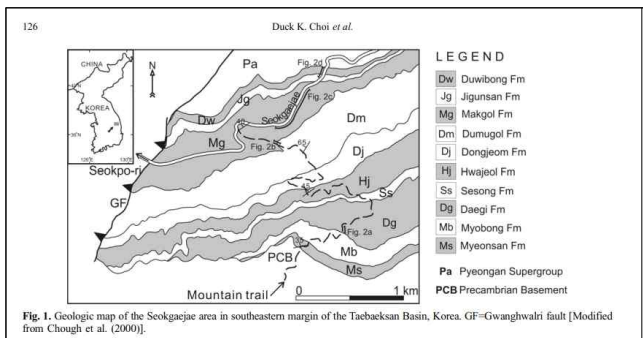 126
Duck K. Choi et al.
CHINA
KOREA
N
Pa
Fig. 2d
Jg
Fig. 2c
Dw
Seokgaejae
Mg
Dm
Fig. 2b
65
Dj
Seokpo-ri
45
Hj
GF
Ss
Dg
Fig. 2a
Mb
PCB
Ms
Mountain trail
0 1 km
LEGEND
Dw Duwibong Fm
Jg Jigunsan Fm
Mg Makgol Fm
Dm Dumugol Fm
Dj Dongjeom Fm
Hj Hwajeol Fm
Ss Sesong Fm
Dg Daegi Fm
Mb Myobong Fm
Ms Myeonsan Fm
Pa Pyeongan Supergroup
PCB Precambrian Basement
Fig. 1. Geologic map of the Seokgaejae area in southeastern margin of the Taebaeksan Basin, Korea. GF=Gwanghwalri fault [Modified
from Chough et al. (2000)].